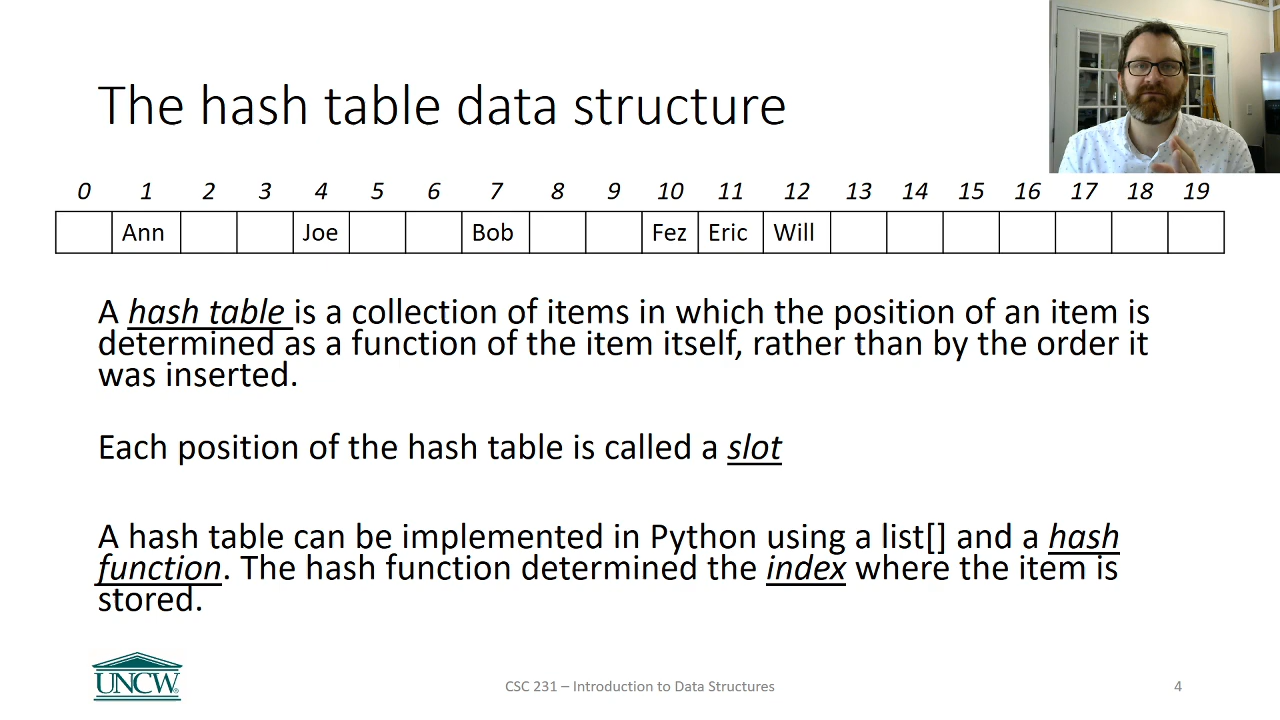 The hash table data structure
0 1 2 3 4 5 6 7 8 9 10 11 12 13 14 15 16 17 18 19
Ann Joe Bob Fez Eric Will
A hash table is a collection of items in which the position of an item is
determined as a function of the item itself, rather than by the order it
was inserted.
Each position of the hash table is called a slot
A hash table can be implemented in Python using a list[] and a hash
function. The hash function determined the index where the item is
stored.
UNCW
CSC 231 – Introduction to Data Structures
4